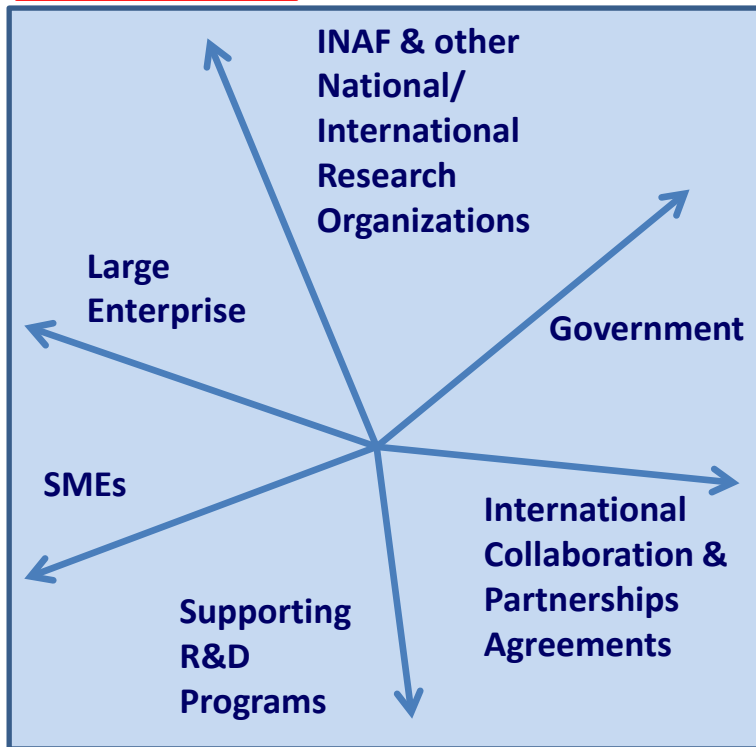 INAF & other
National/
International
Research
Organizations
Large
Enterprise
Government
SMEs
International
Collaboration &
Partnerships
Agreements
Supporting
R&D
Programs